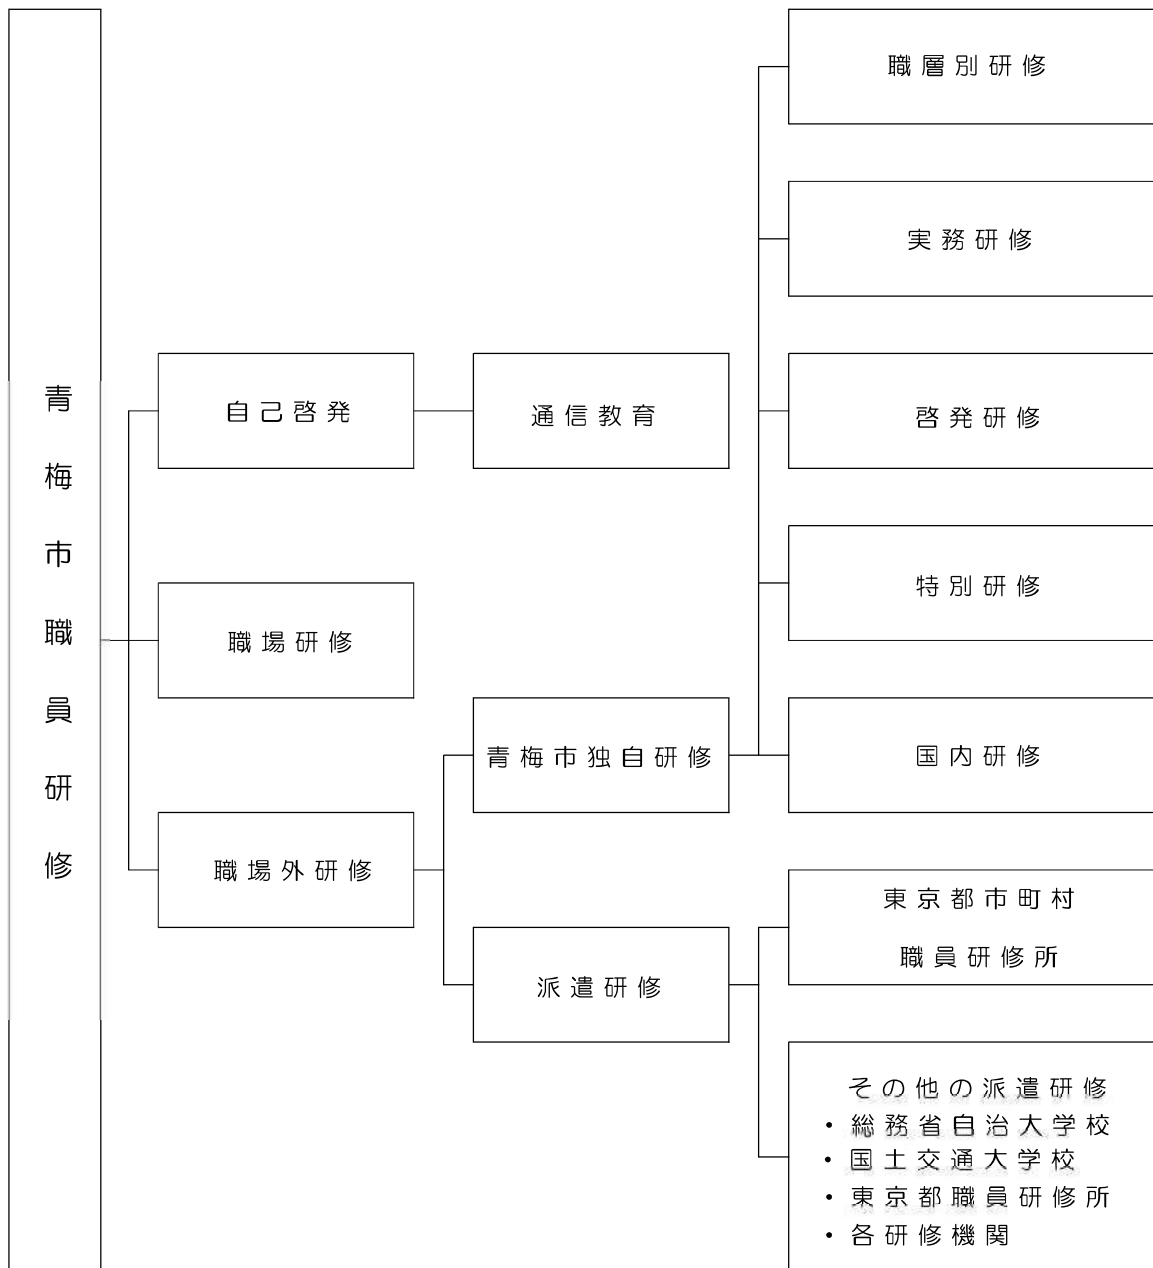 青梅市職員研修
自己啓発
通信教育
職場研修
職場外研修
青梅市独自研修
派遣研修
職層別研修
実務研修
啓発研修
特別研修
国内研修
東京都市町村
職員研修所
その他の派遣研修
・総務省自治大学校
・国土交通大学校
・東京都職員研修所
・各研修機関